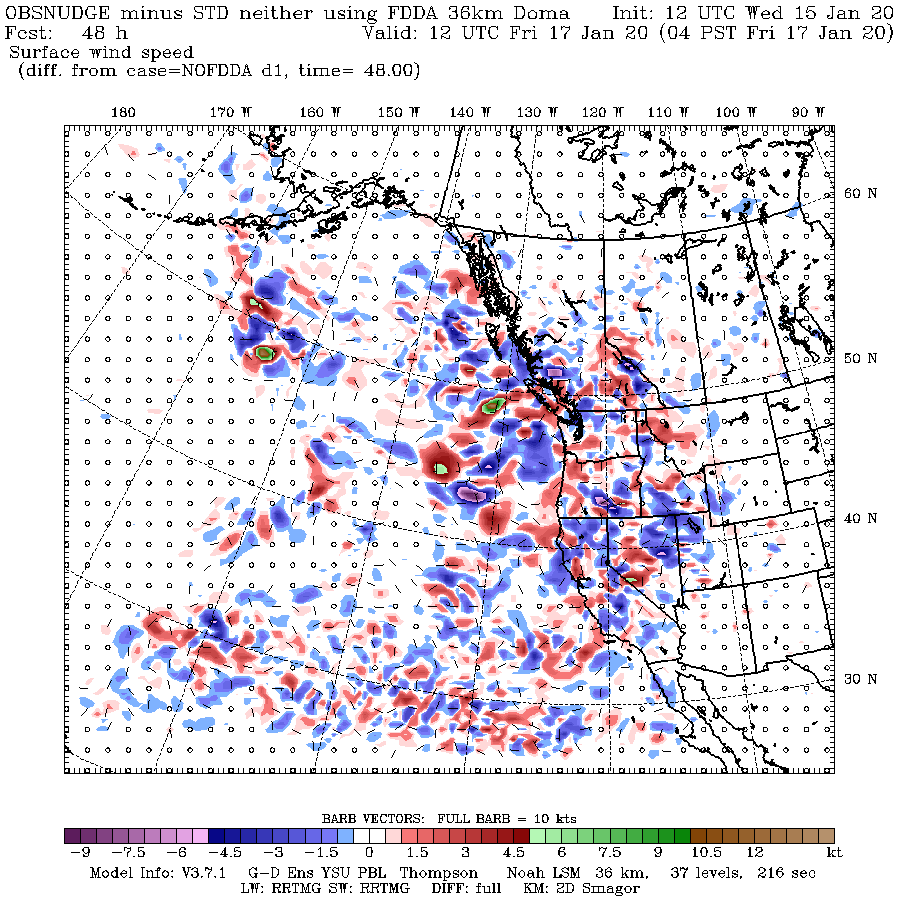 OBSNUDGE minus STD neither using FDDA 36km Doma Init: 12 UTC Wed 15 Jan 20
Fcst: 48 h Valid: 12 UTC Fri 17 Jan 20 (04 PST Fri 17 Jan 20)
Surface wind speed
(diff. from case=NOFDDA d1, time= 48.00)
180 170 W 160 W 150 W 140 W 130 W 120 W 110 W 100 W 90 W
60 N
50 N
40 N
30 N
BARB VECTORS: FULL BARB = 10 kts
-9 -7.5 -6 -4.5 -3 -1.5 0 1.5 3 4.5 6 7.5 9 10.5 12 kt
Model Info: V3.7.1 G-D Ens YSU PBL Thompson Noah LSM 36 km, 37 levels, 216 sec
LW: RRTMG SW: RRTMG DIFF: full KM: 2D Smagor